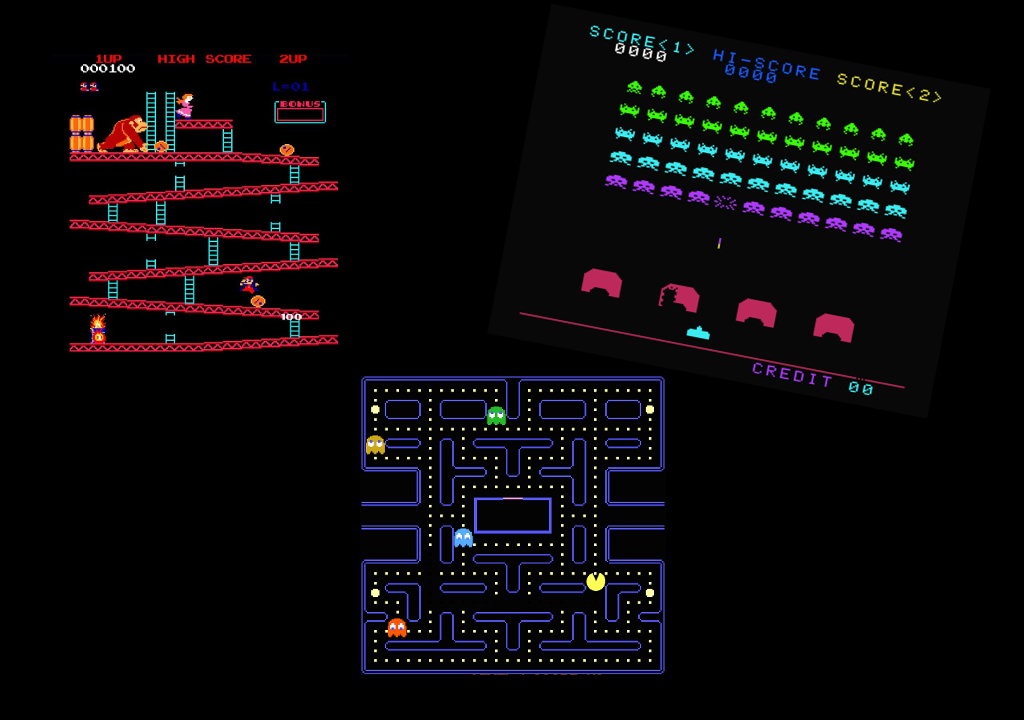 1UP HIGH SCORE 2UP
000100
L=01
BONUS
100
SCORE<1> HI-SCORE SCORE<2>
0000 0000
CREDIT 00